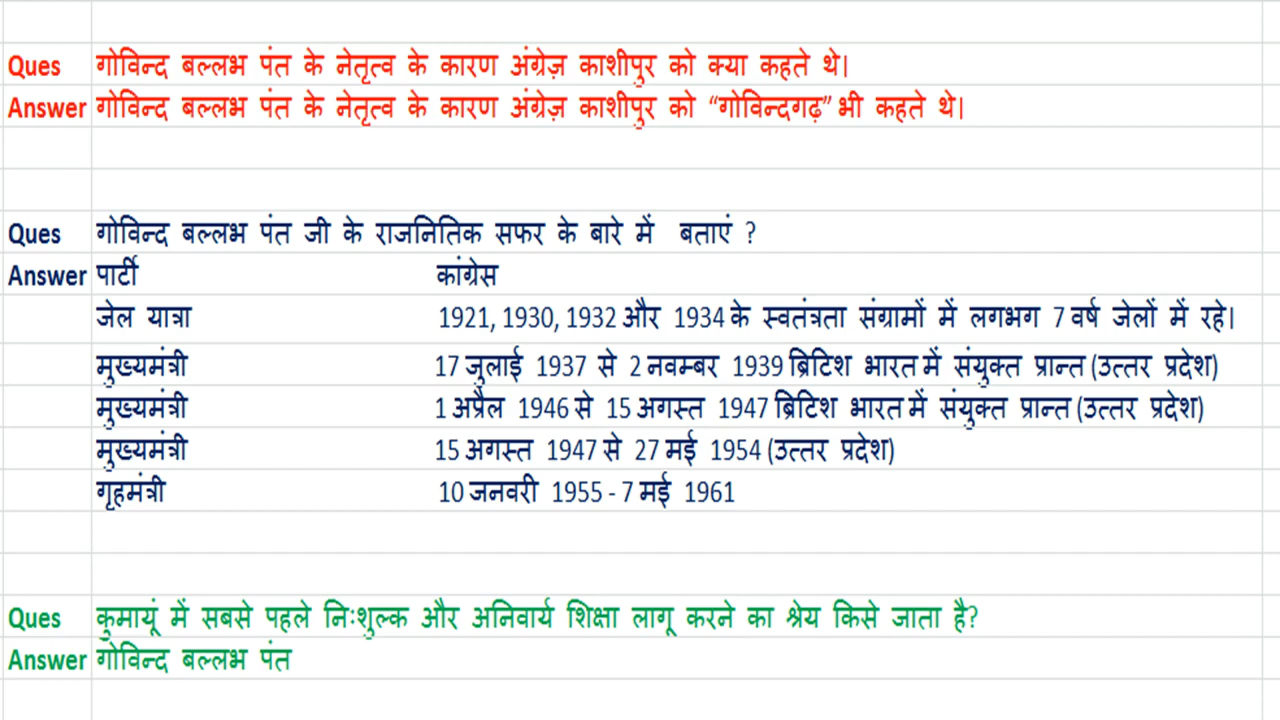 Ques गोविन्द बल्लभ पंत के नेतृत्व के कारण अंग्रेज़ काशीपुर को क्या कहते थे।
Answer गोविन्द बल्लभ पंत के नेतृत्व के कारण अंग्रेज़ काशीपुर को “गोविन्दगढ़” भी कहते थे।
Ques गोविन्द बल्लभ पंत जी के राजनितिक सफर के बारे में बताएं ?
Answer पार्टी कांग्रेस
जेल यात्रा 1921, 1930, 1932 और 1934 के स्वतंत्रता संग्रामों में लगभग 7 वर्ष जेलों में रहे।
मुख्यमंत्री 17 जुलाई 1937 से 2 नवम्बर 1939 ब्रिटिश भारत में संयुक्त प्रान्त (उत्तर प्रदेश)
मुख्यमंत्री 1 अप्रैल 1946 से 15 अगस्त 1947 ब्रिटिश भारत में संयुक्त प्रान्त (उत्तर प्रदेश)
मुख्यमंत्री 15 अगस्त 1947 से 27 मई 1954 (उत्तर प्रदेश)
गृहमंत्री 10 जनवरी 1955 - 7 मई 1961
Ques कुमायूं में सबसे पहले निःशुल्क और अनिवार्य शिक्षा लागू करने का श्रेय किसे जाता है?
Answer गोविन्द बल्लभ पंत